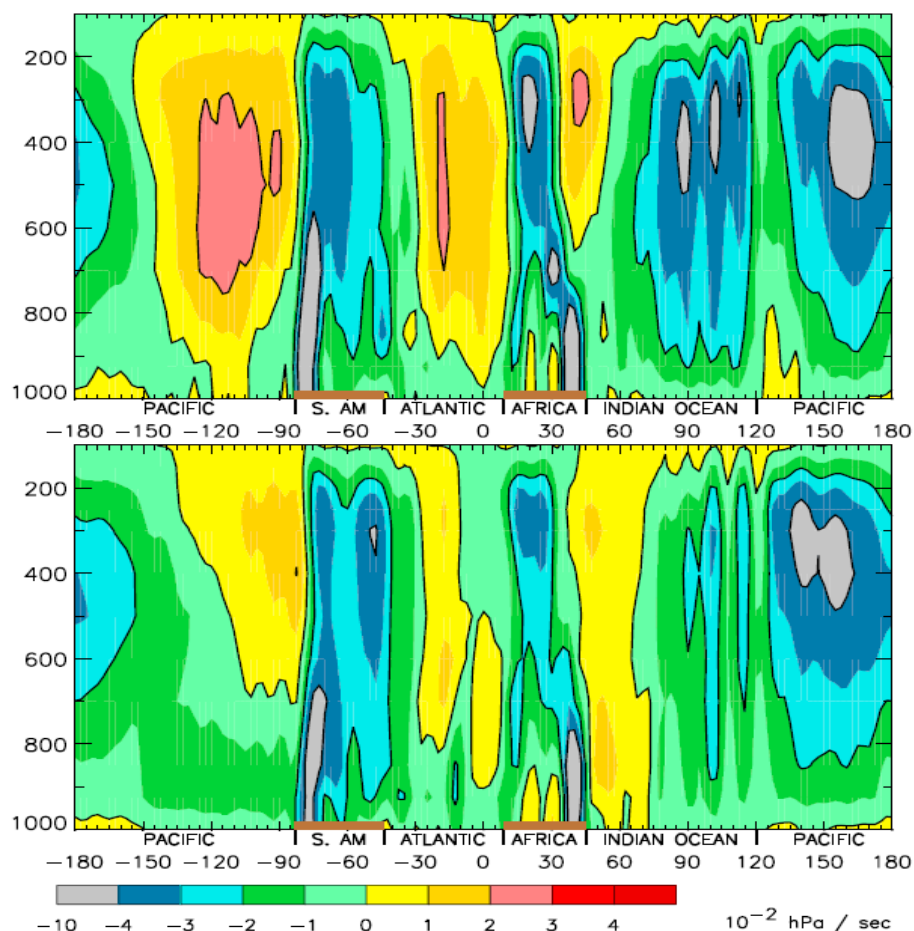 200
400
600
800
1000
PACIFIC S. AM ATLANTIC AFRICA INDIAN OCEAN PACIFIC
−180 −150 −120 −90 −60 −30 0 30 60 90 120 150 180
200
400
600
800
1000
PACIFIC S. AM ATLANTIC AFRICA INDIAN OCEAN PACIFIC
−180 −150 −120 −90 −60 −30 0 30 60 90 120 150 180
−10 −4 −3 −2 −1 0 1 2 3 4 10⁻² hPa / sec